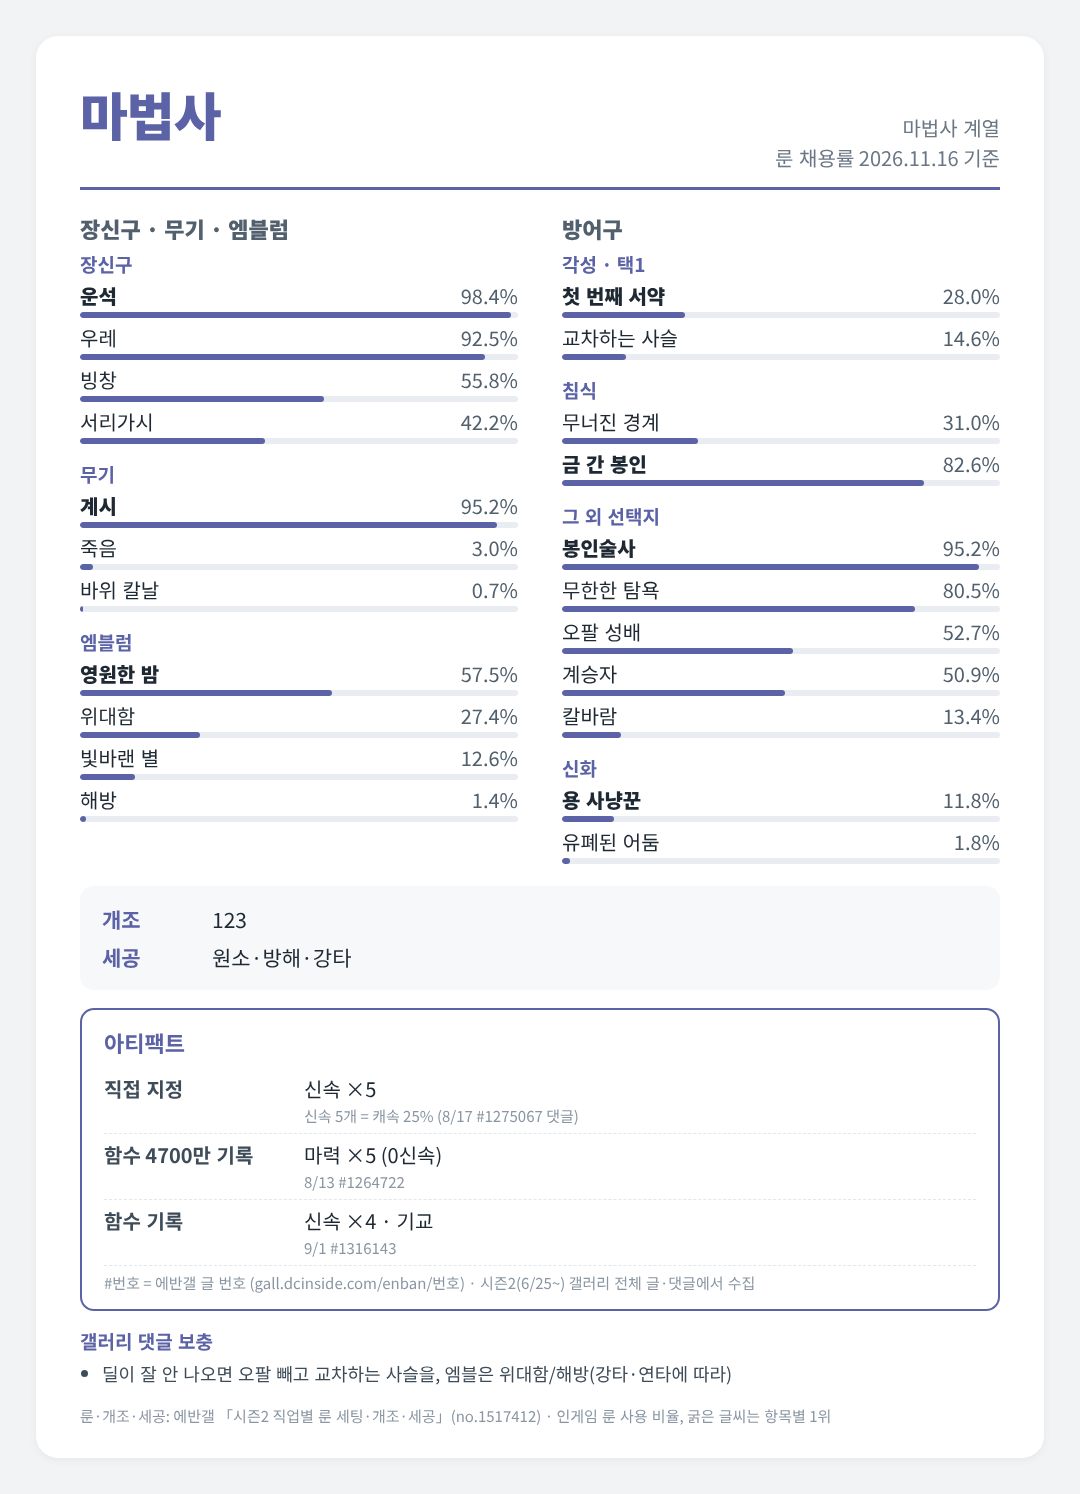 마법사
마법사 계열
룬 채용률 2026.11.16 기준
장신구 · 무기 · 엠블럼
장신구
운석 98.4%
우레 92.5%
빙창 55.8%
서리가시 42.2%
무기
계시 95.2%
죽음 3.0%
바위 칼날 0.7%
엠블럼
영원한 밤 57.5%
위대함 27.4%
빛바랜 별 12.6%
해방 1.4%
방어구
각성 · 택1
첫 번째 서약 28.0%
교차하는 사슬 14.6%
침식
무너진 경계 31.0%
금 간 봉인 82.6%
그 외 선택지
봉인술사 95.2%
무한한 탐욕 80.5%
오팔 성배 52.7%
계승자 50.9%
칼바람 13.4%
신화
용 사냥꾼 11.8%
유폐된 어둠 1.8%
개조 123
세공 원소·방해·강타
아티팩트
직접 지정 신속 ×5
신속 5개 = 캐속 25% (8/17 #1275067 댓글)
함수 4700만 기록 마력 ×5 (0신속)
8/13 #1264722
함수 기록 신속 ×4 · 기교
9/1 #1316143
#번호 = 에반갤 글 번호 (gall.dcinside.com/enban/번호) · 시즌2(6/25~) 갤러리 전체 글·댓글에서 수집
갤러리 댓글 보충
• 딜이 잘 안 나오면 오팔 빼고 교차하는 사슬을, 엠블은 위대함/해방(강타·연타에 따라)
룬·개조·세공: 에반갤 「시즌2 직업별 룬 세팅·개조·세공」(no.1517412) · 인게임 룬 사용 비율, 굵은 글씨는 항목별 1위